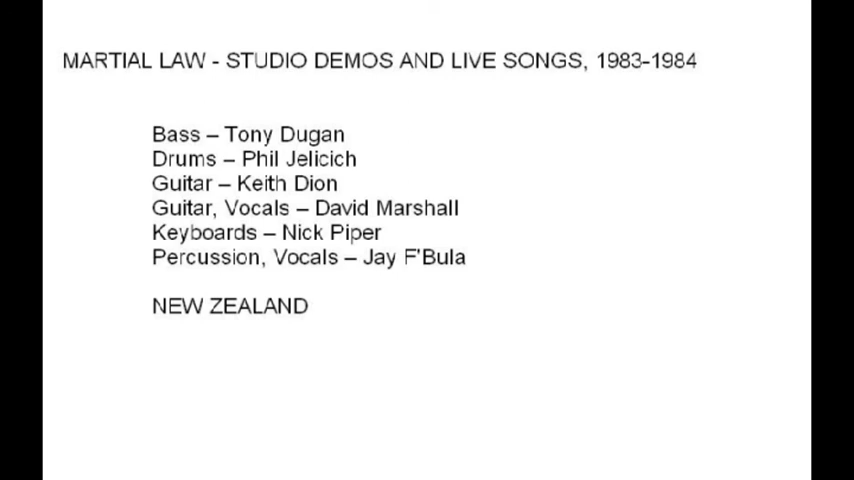 MARTIAL LAW - STUDIO DEMOS AND LIVE SONGS, 1983-1984
Bass – Tony Dugan
Drums – Phil Jelicich
Guitar – Keith Dion
Guitar, Vocals – David Marshall
Keyboards – Nick Piper
Percussion, Vocals – Jay F'Bula
NEW ZEALAND